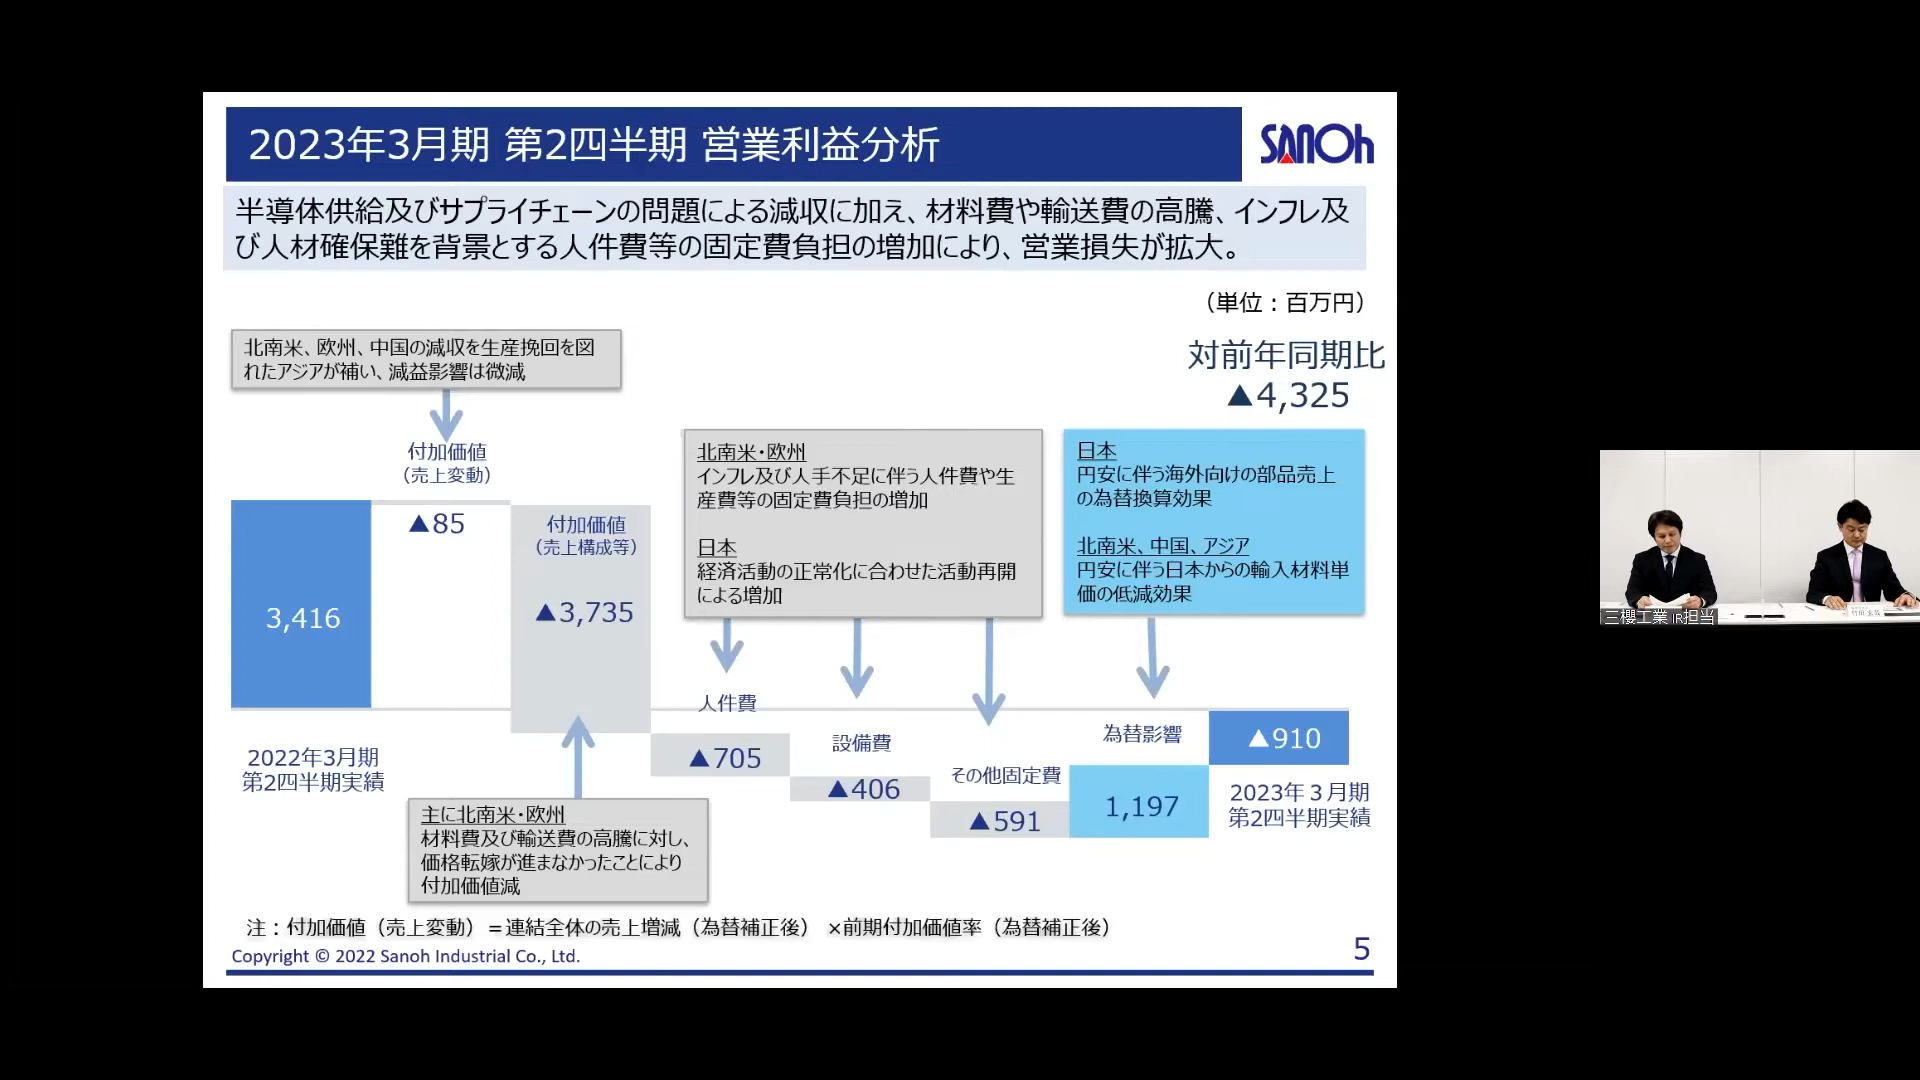 2023年3月期 第2四半期 営業利益分析
SANOh
半導体供給及びサプライチェーンの問題による減収に加え、材料費や輸送費の高騰、インフレ及
び人材確保難を背景とする人件費等の固定費負担の増加により、営業損失が拡大。
（単位：百万円）
対前年同期比
▲4,325
北南米、欧州、中国の減収を生産挽回を図
れたアジアが補い、減益影響は微減
付加価値
（売上変動）
▲85
3,416
2022年3月期
第2四半期実績
付加価値
（売上構成等）
▲3,735
主に北南米・欧州
材料費及び輸送費の高騰に対し、
価格転嫁が進まなかったことにより
付加価値減
北南米・欧州
インフレ及び人手不足に伴う人件費や生
産費等の固定費負担の増加
日本
経済活動の正常化に合わせた活動再開
による増加
人件費
▲705
設備費
▲406
その他固定費
▲591
日本
円安に伴う海外向けの部品売上
の為替換算効果
北南米、中国、アジア
円安に伴う日本からの輸入材料単
価の低減効果
為替影響
1,197
▲910
2023年３月期
第2四半期実績
注：付加価値（売上変動）＝連結全体の売上増減（為替補正後）×前期付加価値率（為替補正後）
Copyright © 2022 Sanoh Industrial Co., Ltd.
5
三櫻工業 IR担当